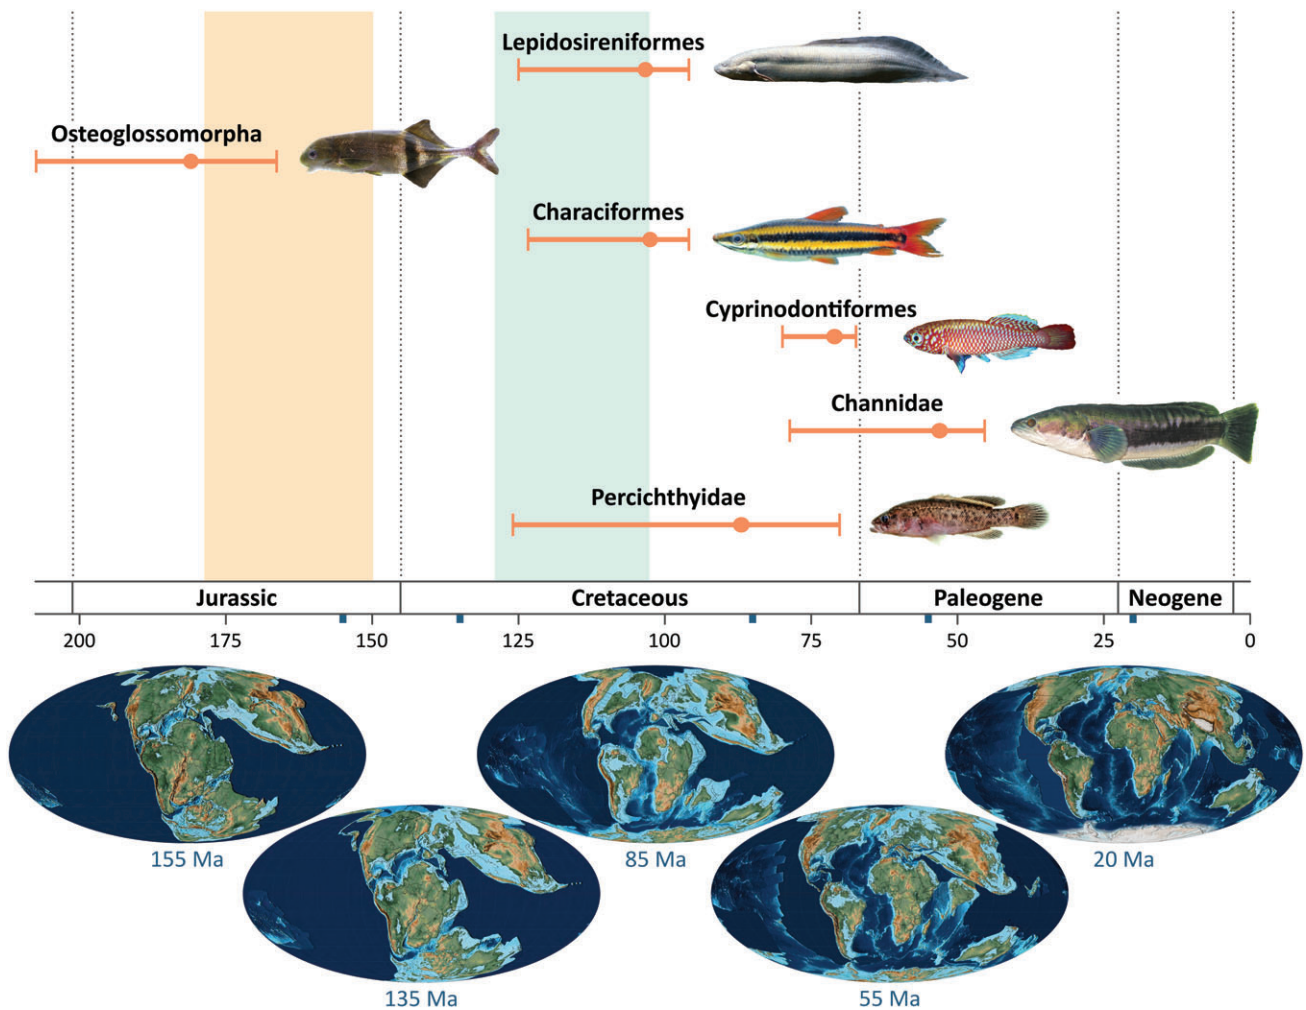 Lepidosireniformes
Osteoglossomorpha
Characiformes
Cyprinodontiformes
Channidae
Percichthyidae
Jurassic Cretaceous Paleogene Neogene
200 175 150 125 100 75 50 25 0
155 Ma 85 Ma 20 Ma
135 Ma 55 Ma